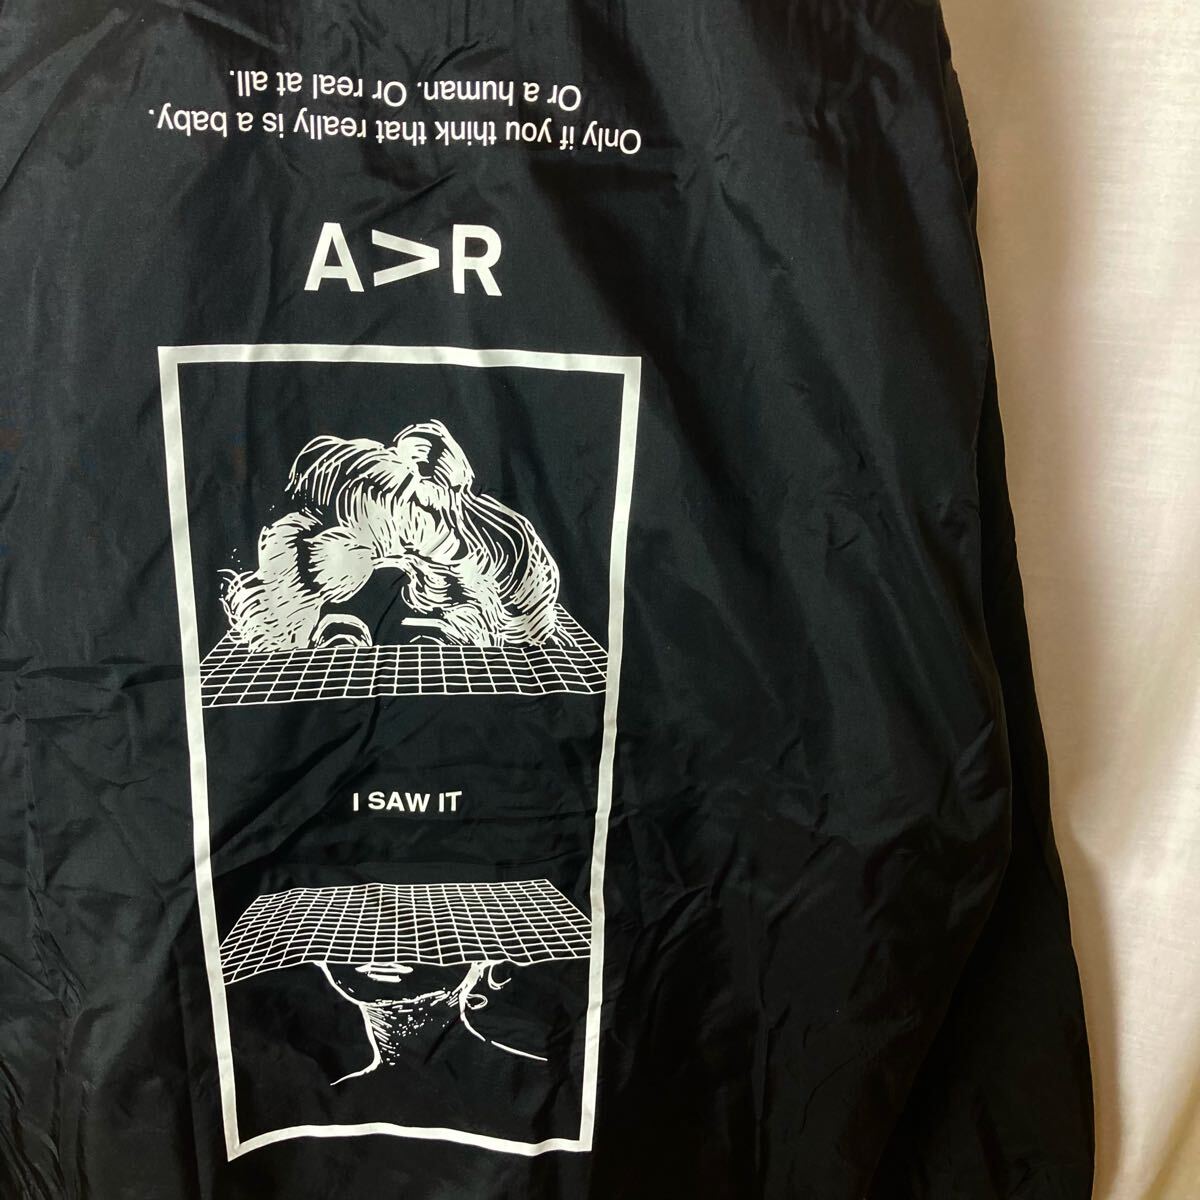 Only if you think that really is a baby.
Or a human. Or real at all.
A>R
I SAW IT